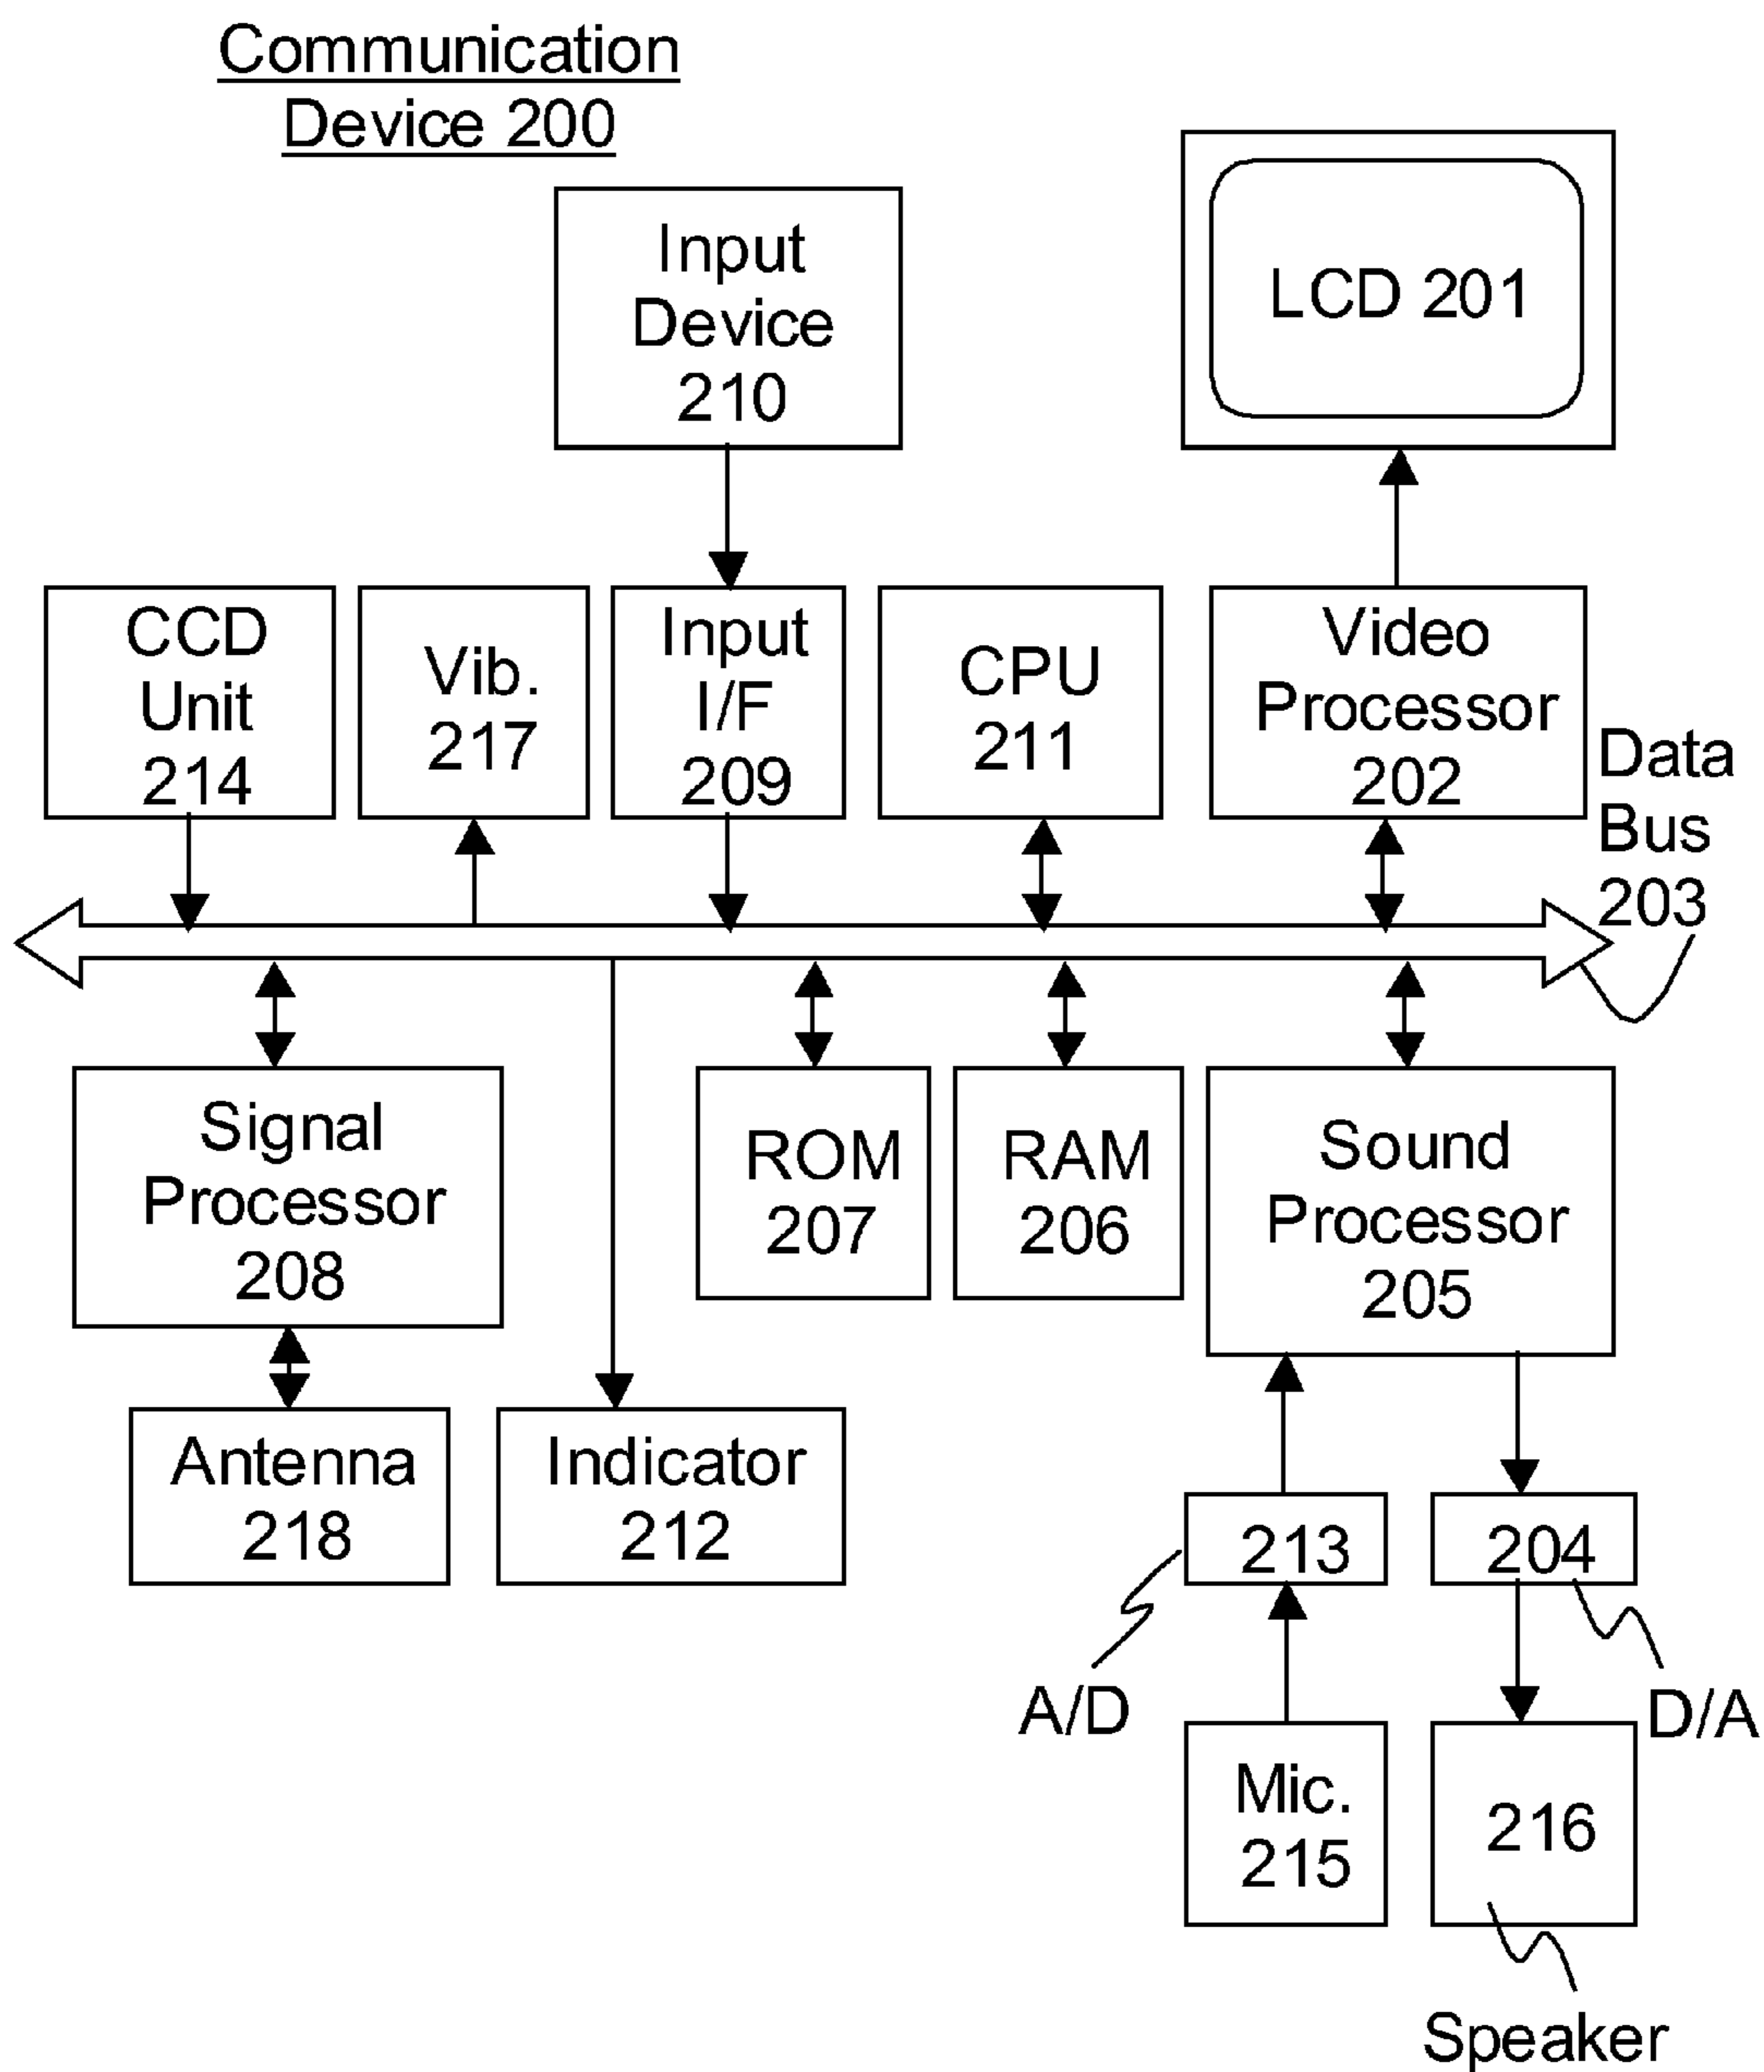 Communication
Device 200
Input
Device
210
LCD 201
CCD
Unit
214
Vib.
217
Input
I/F
209
CPU
211
Video
Processor
202
Data
Bus
203
Signal
Processor
208
ROM
207
RAM
206
Sound
Processor
205
Antenna
218
Indicator
212
213
204
A/D
D/A
Mic.
215
216
Speaker